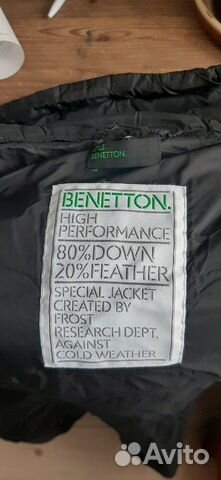 BENETTON.
BENETTON.
HIGH
PERFORMANCE
80%DOWN
20%FEATHER
SPECIAL JACKET
CREATED BY
FROST
RESEARCH DEPT.
AGAINST
COLD WEATHER
Avito